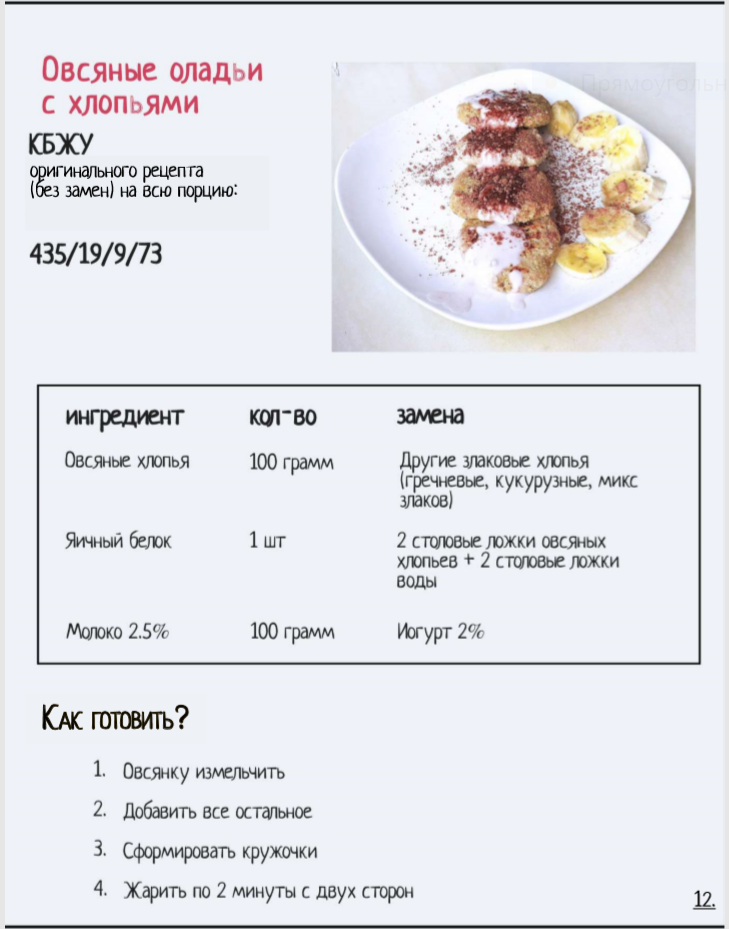 Овсяные оладьи
с хлопьями
КБЖУ
оригинального рецепта
(без замен) на всю порцию:
435/19/9/73
Прямоугольн
ингредиент кол-во замена
Овсяные хлопья 100 грамм Другие злаковые хлопья
(гречневые, кукурузные, микс
злаков)
Яичный белок 1 шт 2 столовые ложки овсяных
хлопьев + 2 столовые ложки
воды
Молоко 2.5% 100 грамм Йогурт 2%
Как готовить?
1. Овсянку измельчить
2. Добавить все остальное
3. Сформировать кружочки
4. Жарить по 2 минуты с двух сторон
12.